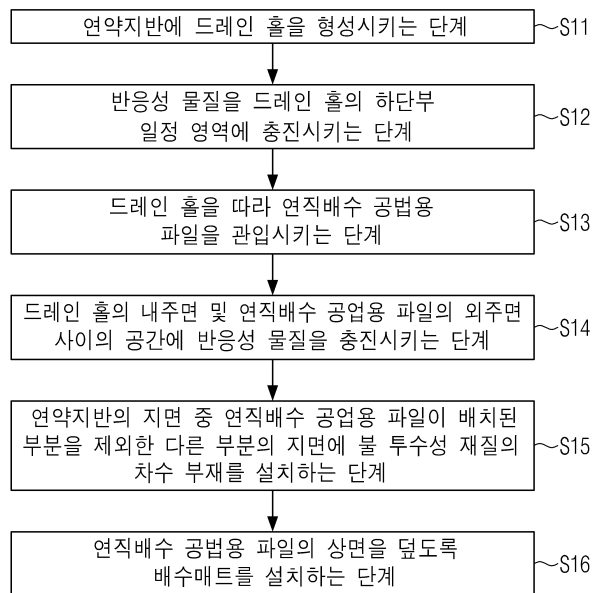 연약지반에 드레인 홀을 형성시키는 단계
S11
반응성 물질을 드레인 홀의 하단부
일정 영역에 충진시키는 단계
S12
드레인 홀을 따라 연직배수 공법용
파일을 관입시키는 단계
S13
드레인 홀의 내주면 및 연직배수 공업용 파일의 외주면
사이의 공간에 반응성 물질을 충진시키는 단계
S14
연약지반의 지면 중 연직배수 공업용 파일이 배치된
부분을 제외한 다른 부분의 지면에 불 투수성 재질의
차수 부재를 설치하는 단계
S15
연직배수 공법용 파일의 상면을 덮도록
배수매트를 설치하는 단계
S16